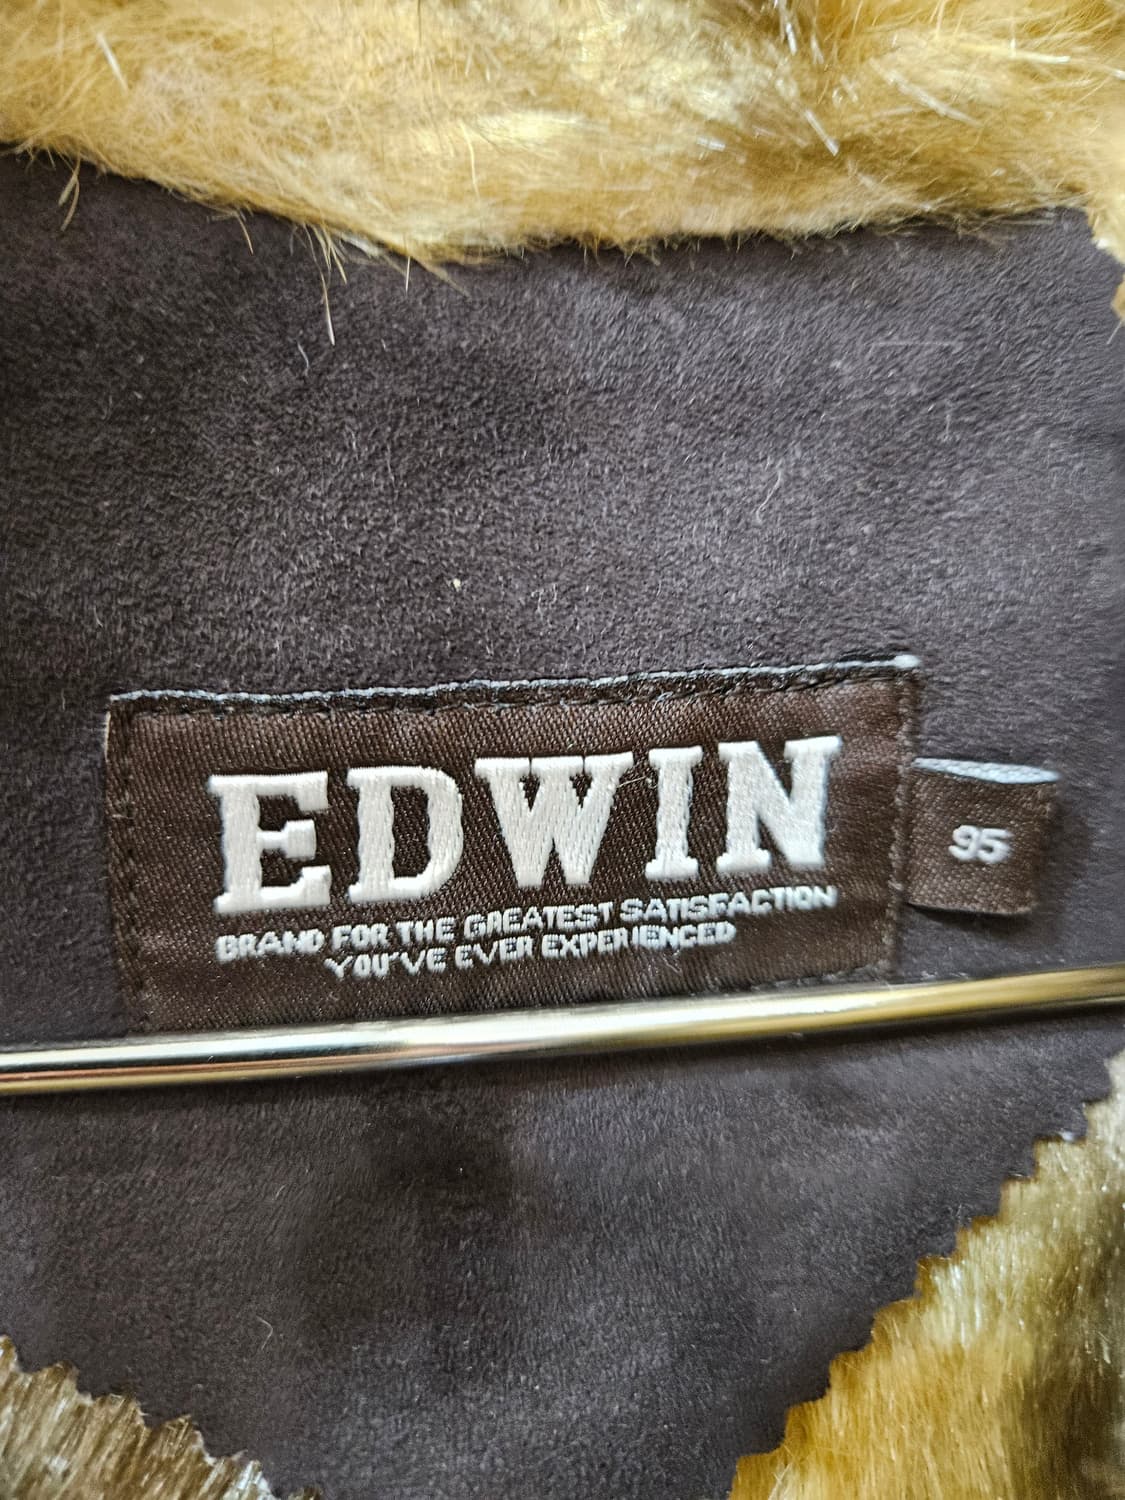 EDWIN
95
BRAND FOR THE GREATEST SATISFACTION
YOU'VE EVER EXPERIENCED